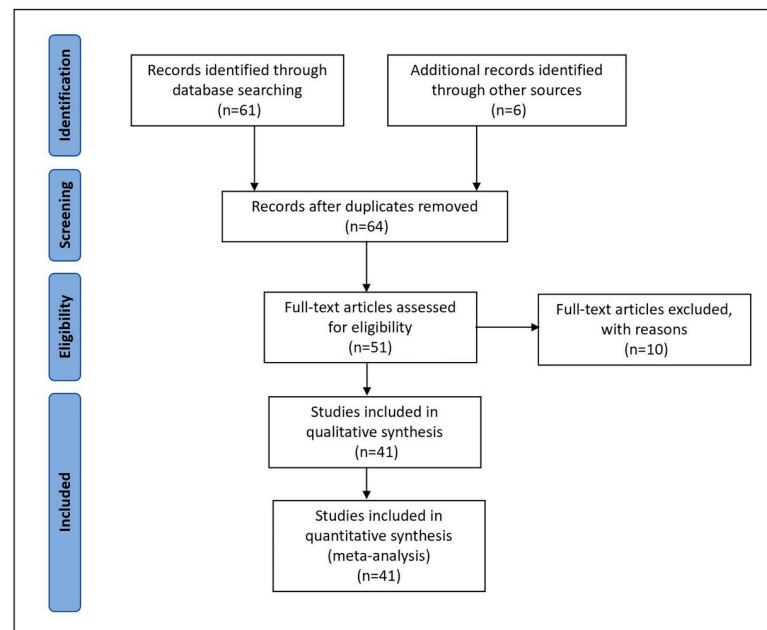 Identification
Records identified through
database searching
(n=61)
Additional records identified
through other sources
(n=6)
Screening
Records after duplicates removed
(n=64)
Eligibility
Full-text articles assessed
for eligibility
(n=51)
Full-text articles excluded,
with reasons
(n=10)
Included
Studies included in
qualitative synthesis
(n=41)
Studies included in
quantitative synthesis
(meta-analysis)
(n=41)